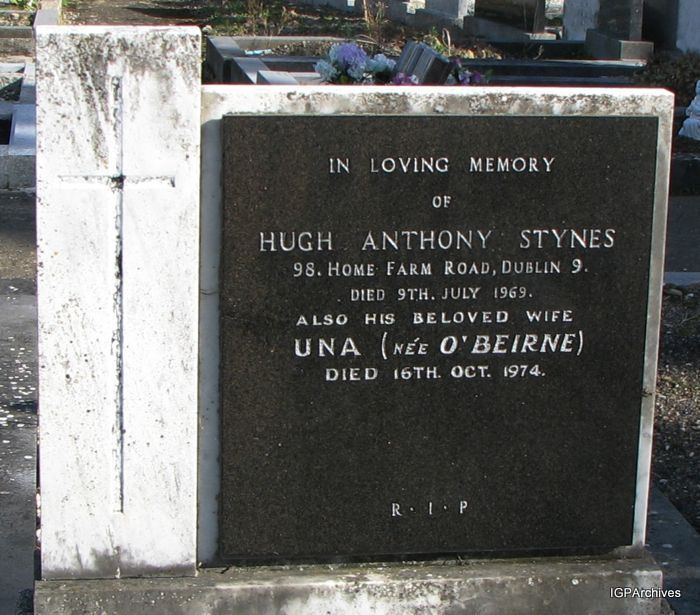 IN LOVING MEMORY
OF
HUGH ANTHONY STYNES
98. HOME FARM ROAD, DUBLIN 9.
DIED 9TH. JULY 1969.
ALSO HIS BELOVED WIFE
UNA (NÉE O'BEIRNE)
DIED 16TH. OCT. 1974.
R · I · P
IGPArchives